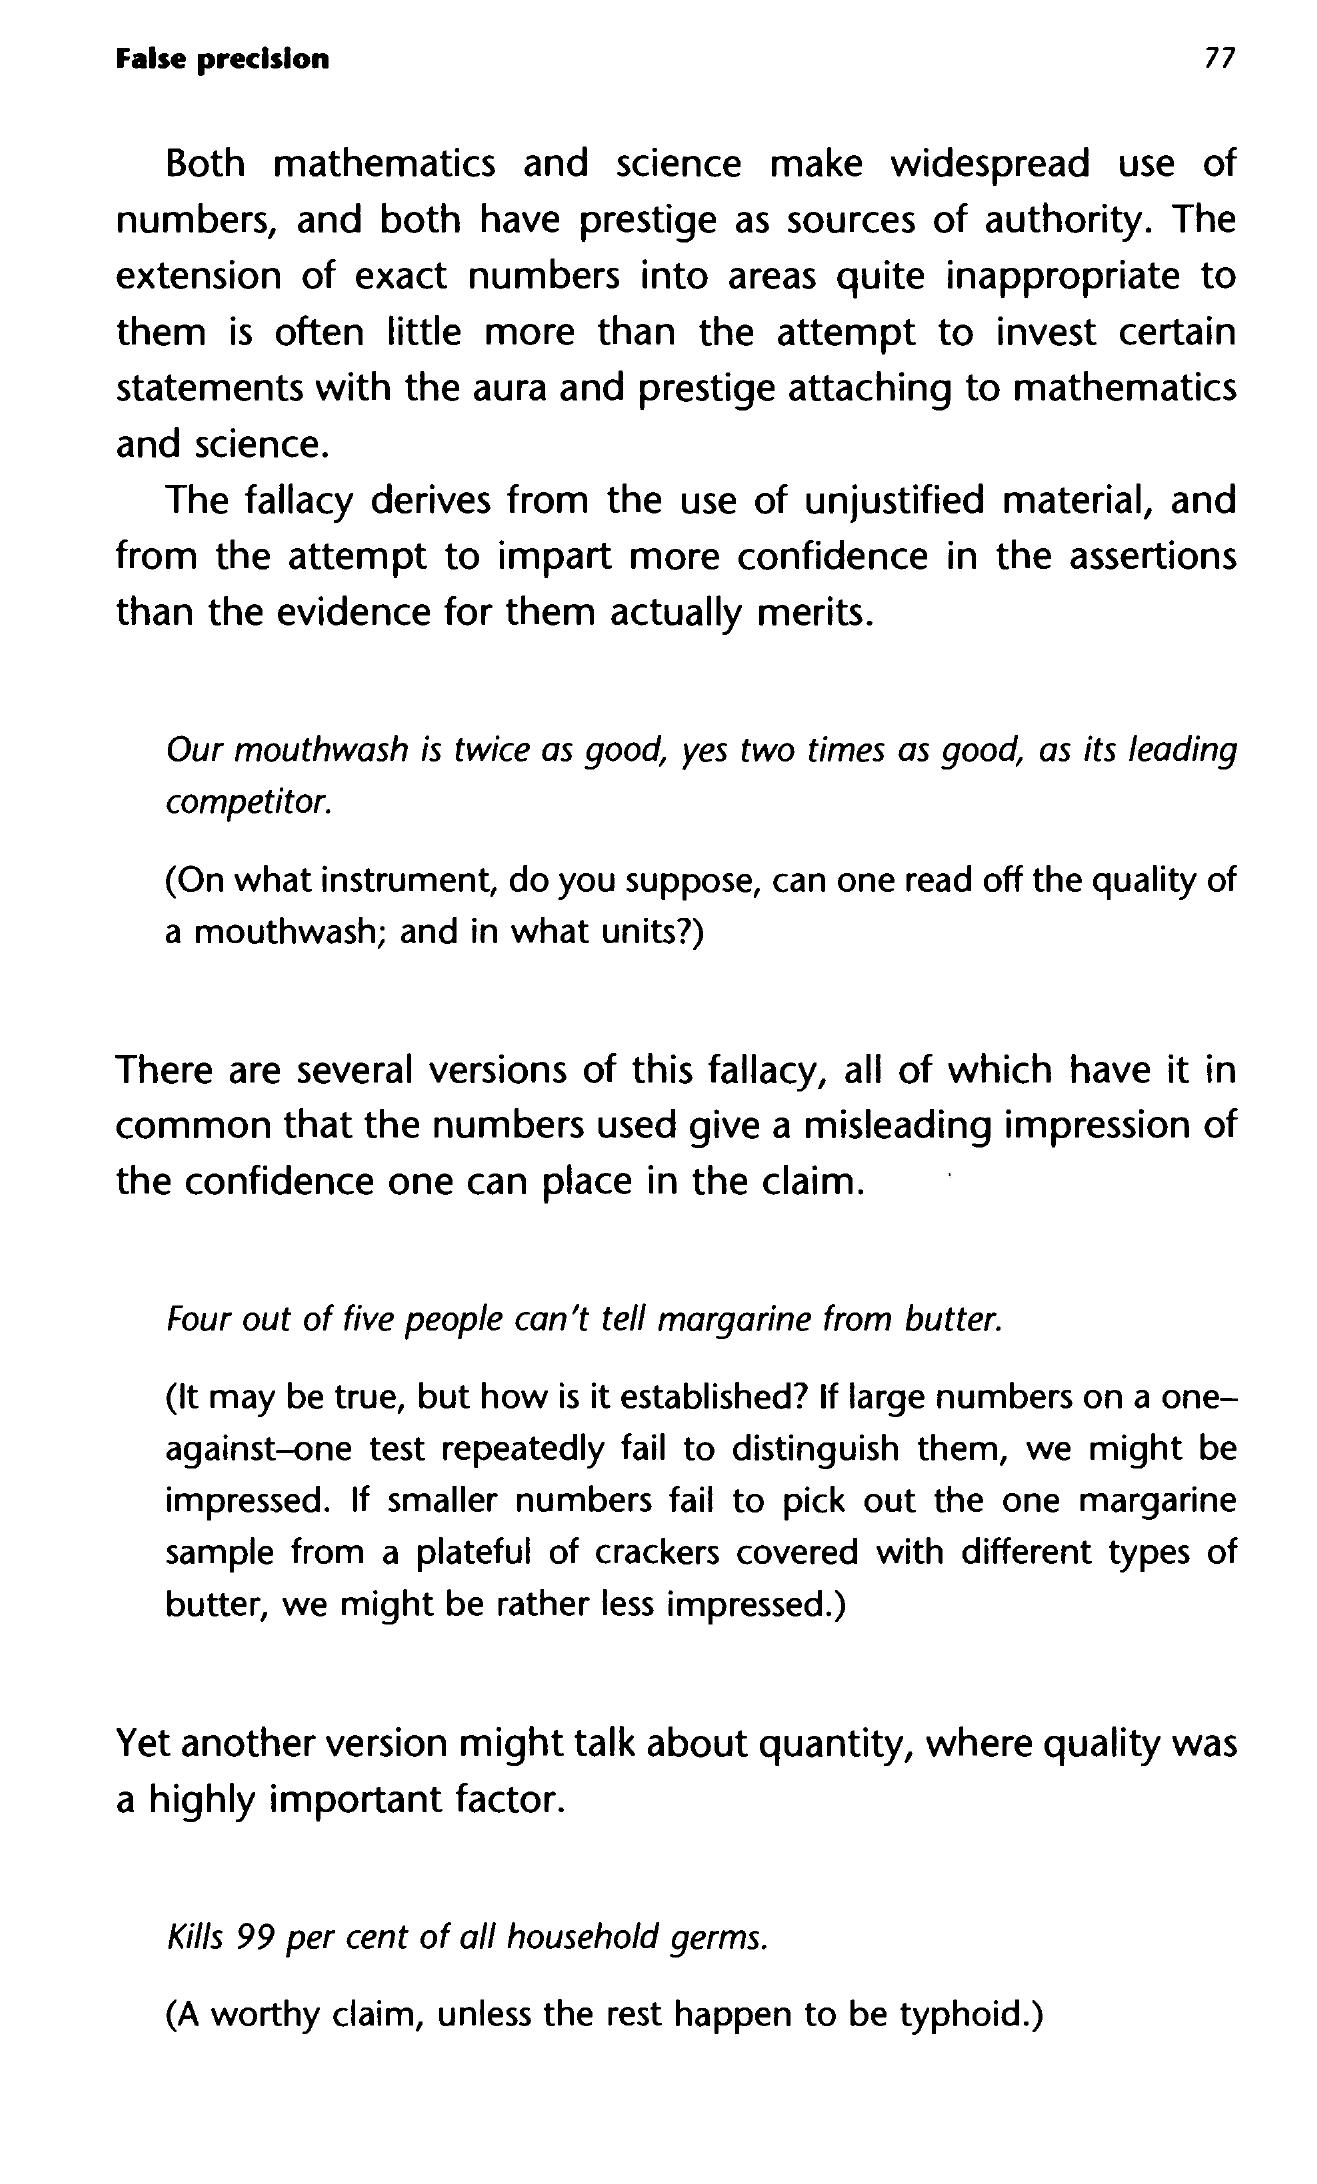 False precision 77
Both mathematics and science make widespread use of
numbers, and both have prestige as sources of authority. The
extension of exact numbers into areas quite inappropriate to
them is often little more than the attempt to invest certain
statements with the aura and prestige attaching to mathematics
and science.
The fallacy derives from the use of unjustified material, and
from the attempt to impart more confidence in the assertions
than the evidence for them actually merits.
Our mouthwash is twice as good, yes two times as good, as its leading
competitor.
(On what instrument, do you suppose, can one read off the quality of
a mouthwash; and in what units?)
There are several versions of this fallacy, all of which have it in
common that the numbers used give a misleading impression of
the confidence one can place in the claim.
Four out of five people can't tell margarine from butter.
(It may be true, but how is it established? If large numbers on a one–
against–one test repeatedly fail to distinguish them, we might be
impressed. If smaller numbers fail to pick out the one margarine
sample from a plateful of crackers covered with different types of
butter, we might be rather less impressed.)
Yet another version might talk about quantity, where quality was
a highly important factor.
Kills 99 per cent of all household germs.
(A worthy claim, unless the rest happen to be typhoid.)